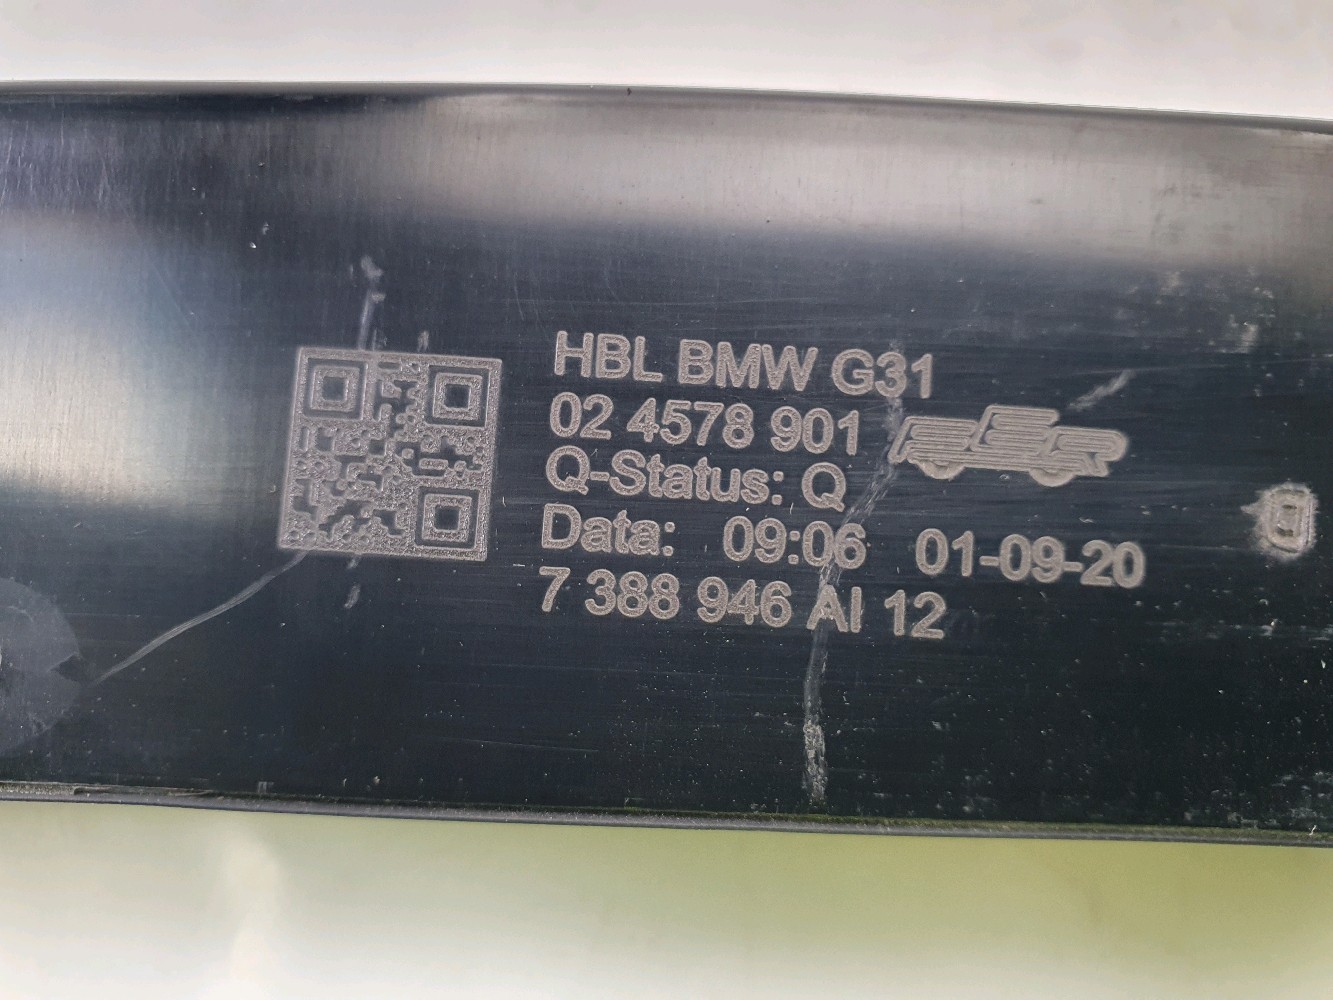 HBL BMW G31
02 4578 901
Q-Status: Q
Data: 09:06 01-09-20
7 388 946 AI 12